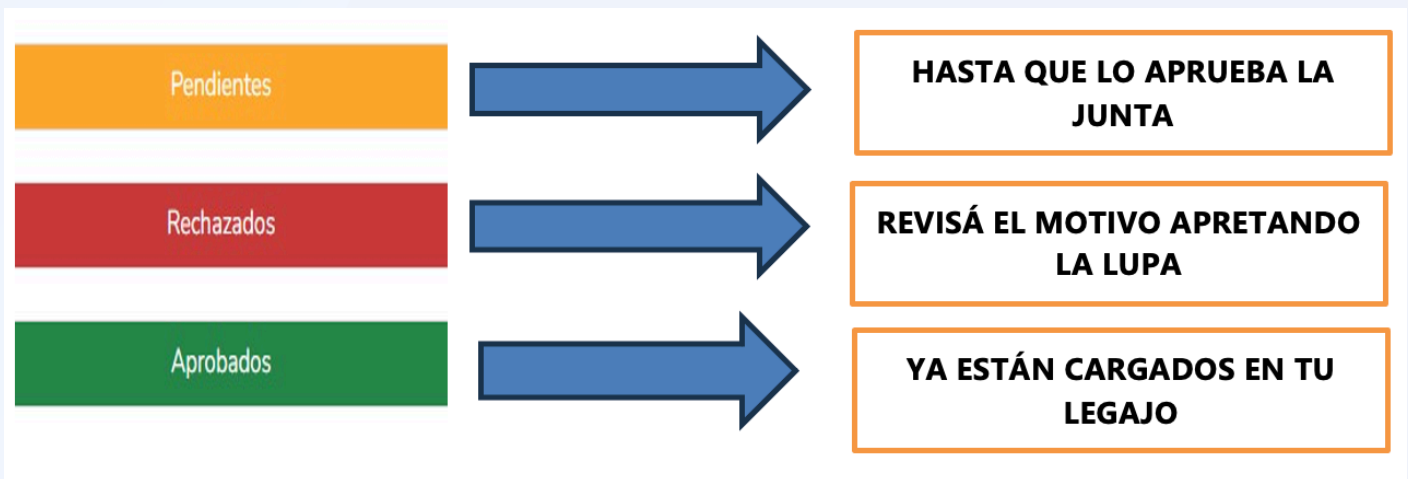 Pendientes
HASTA QUE LO APRUEBA LA
JUNTA
Rechazados
REVISÁ EL MOTIVO APRETANDO
LA LUPA
Aprobados
YA ESTÁN CARGADOS EN TU
LEGAJO